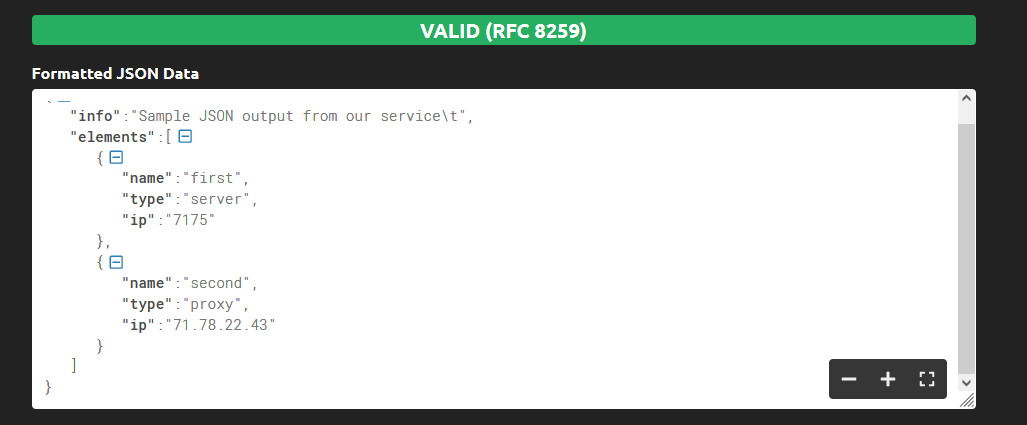 VALID (RFC 8259)
Formatted JSON Data
"info":"Sample JSON output from our service\t",
"elements":[
{
"name":"first",
"type":"server",
"ip":"7175"
},
{
"name":"second",
"type":"proxy",
"ip":"71.78.22.43"
}
]
}